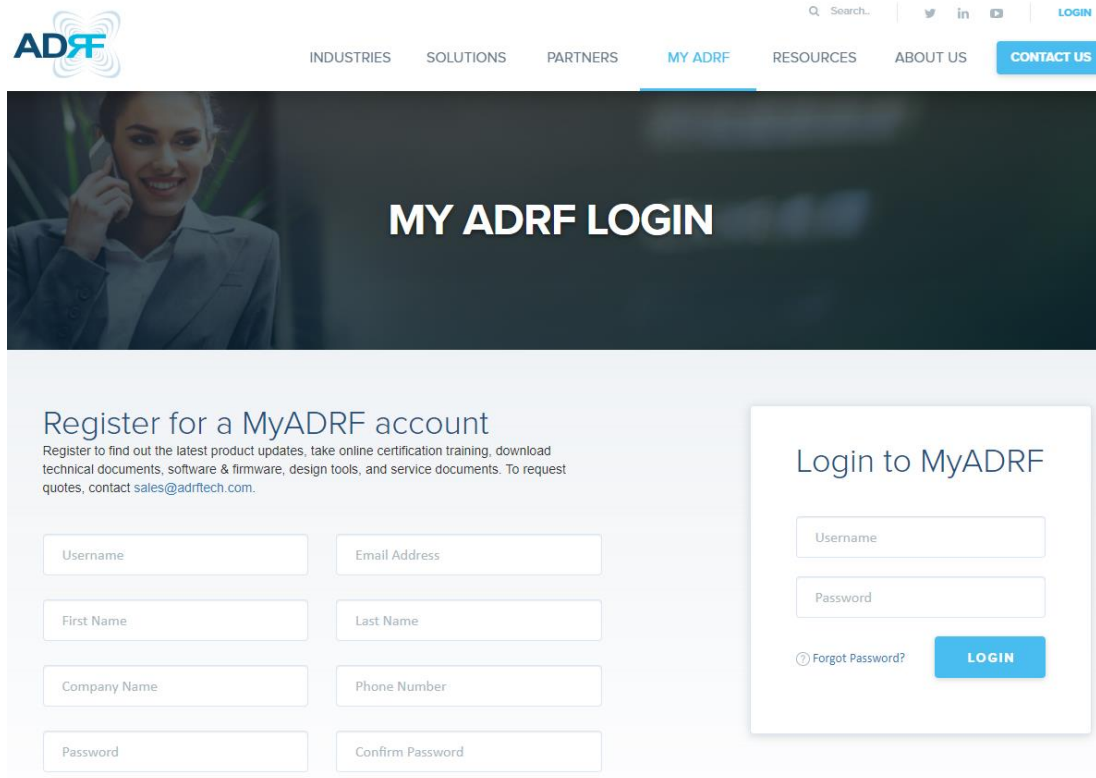 Search...
LOGIN
ADRF
INDUSTRIES SOLUTIONS PARTNERS MY ADRF RESOURCES ABOUT US CONTACT US
MY ADRF LOGIN
Register for a MyADRF account
Register to find out the latest product updates, take online certification training, download
technical documents, software & firmware, design tools, and service documents. To request
quotes, contact sales@adrftech.com.
Username Email Address
First Name Last Name
Company Name Phone Number
Password Confirm Password
Login to MyADRF
Username
Password
Forgot Password? LOGIN